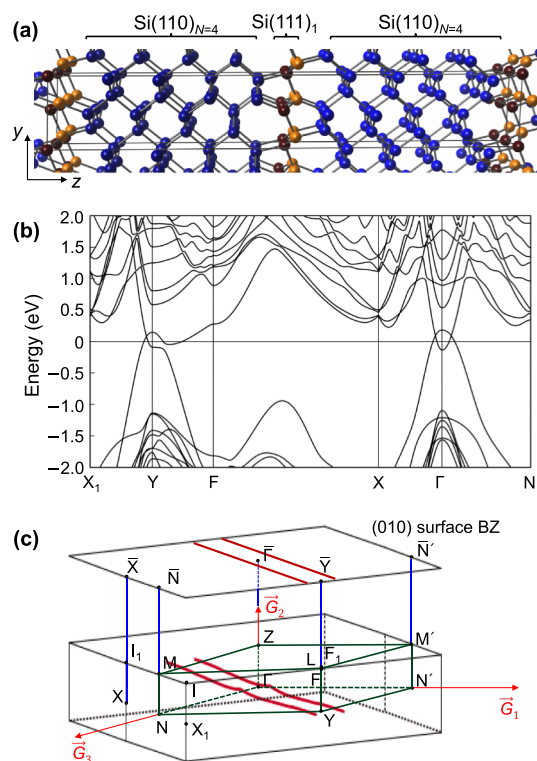 (a)
Si(110)N=4 Si(111)1 Si(110)N=4
y
z
(b)
Energy (eV)
2.0
1.5
1.0
0.5
0
−0.5
−1.0
−1.5
−2.0
X1 Y F X Γ N
(c)
(010) surface BZ
X̄ N̄ Γ̄ Ȳ N̄′
G⃗2
I1 M Z L F1 M′
X I Γ F N′
N X1 Y
G⃗1
G⃗3